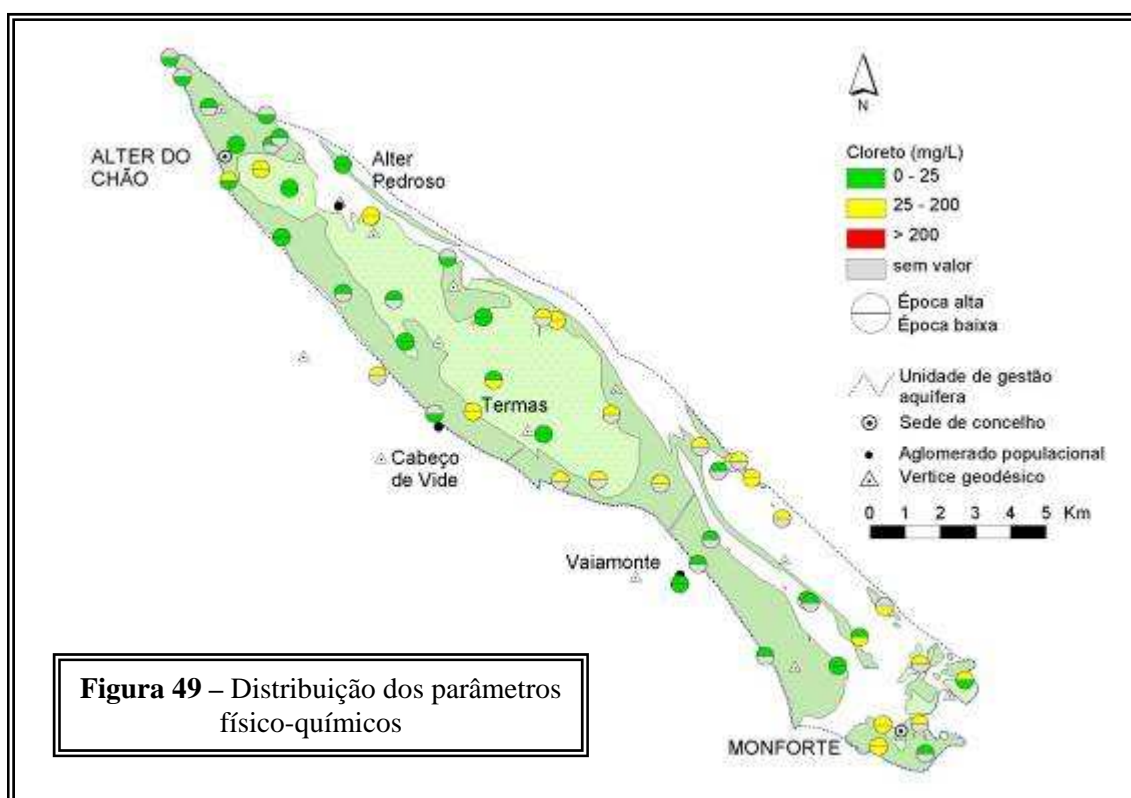 N
ALTER DO
CHÃO
Alter
Pedroso
Termas
Cabeço
de Vide
Vaiamonte
MONFORTE
Cloreto (mg/L)
0 - 25
25 - 200
> 200
sem valor
Época alta
Época baixa
Unidade de gestão
aquífera
Sede de concelho
Aglomerado populacional
Vertice geodésico
0 1 2 3 4 5 Km
Figura 49 – Distribuição dos parâmetros
físico-químicos